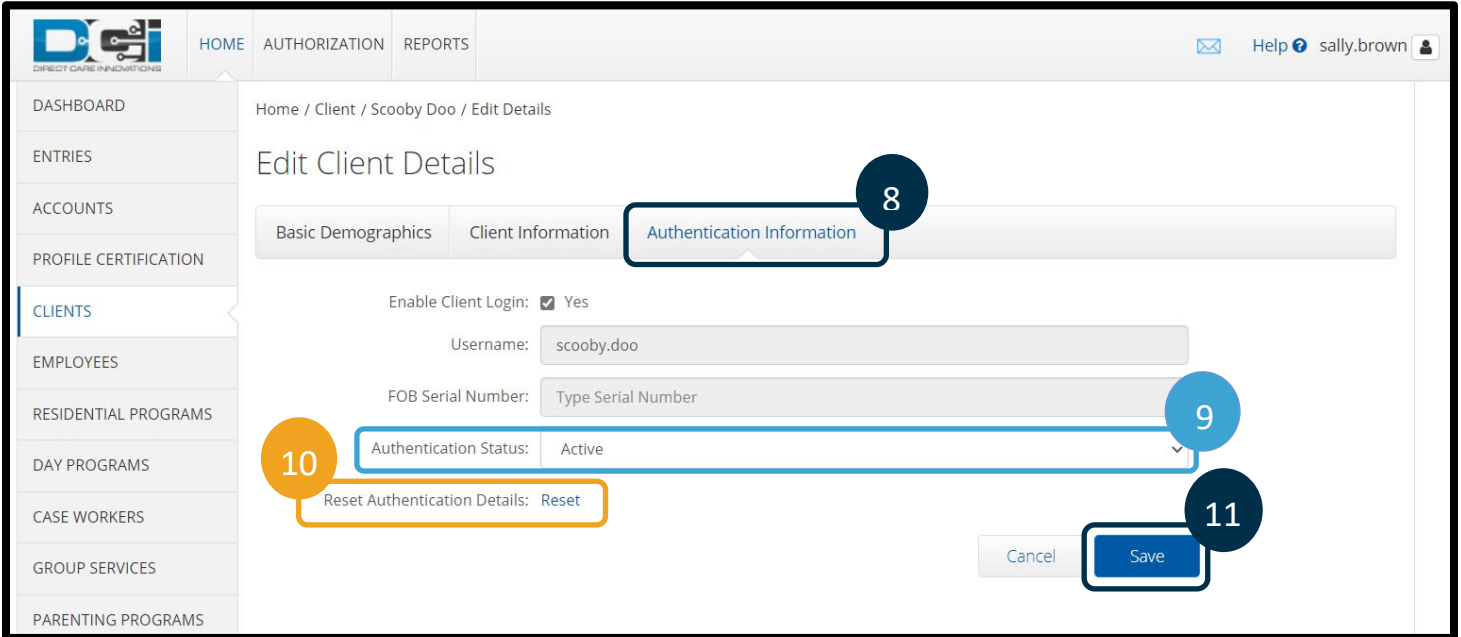 DCI
DIRECT CARE INNOVATIONS
HOME AUTHORIZATION REPORTS
Help ? sally.brown
DASHBOARD
ENTRIES
ACCOUNTS
PROFILE CERTIFICATION
CLIENTS
EMPLOYEES
RESIDENTIAL PROGRAMS
DAY PROGRAMS
CASE WORKERS
GROUP SERVICES
PARENTING PROGRAMS
Home / Client / Scooby Doo / Edit Details
Edit Client Details
8
Basic Demographics Client Information Authentication Information
Enable Client Login: Yes
Username: scooby.doo
FOB Serial Number: Type Serial Number
9
Authentication Status: Active
10
Reset Authentication Details: Reset
11
Cancel Save